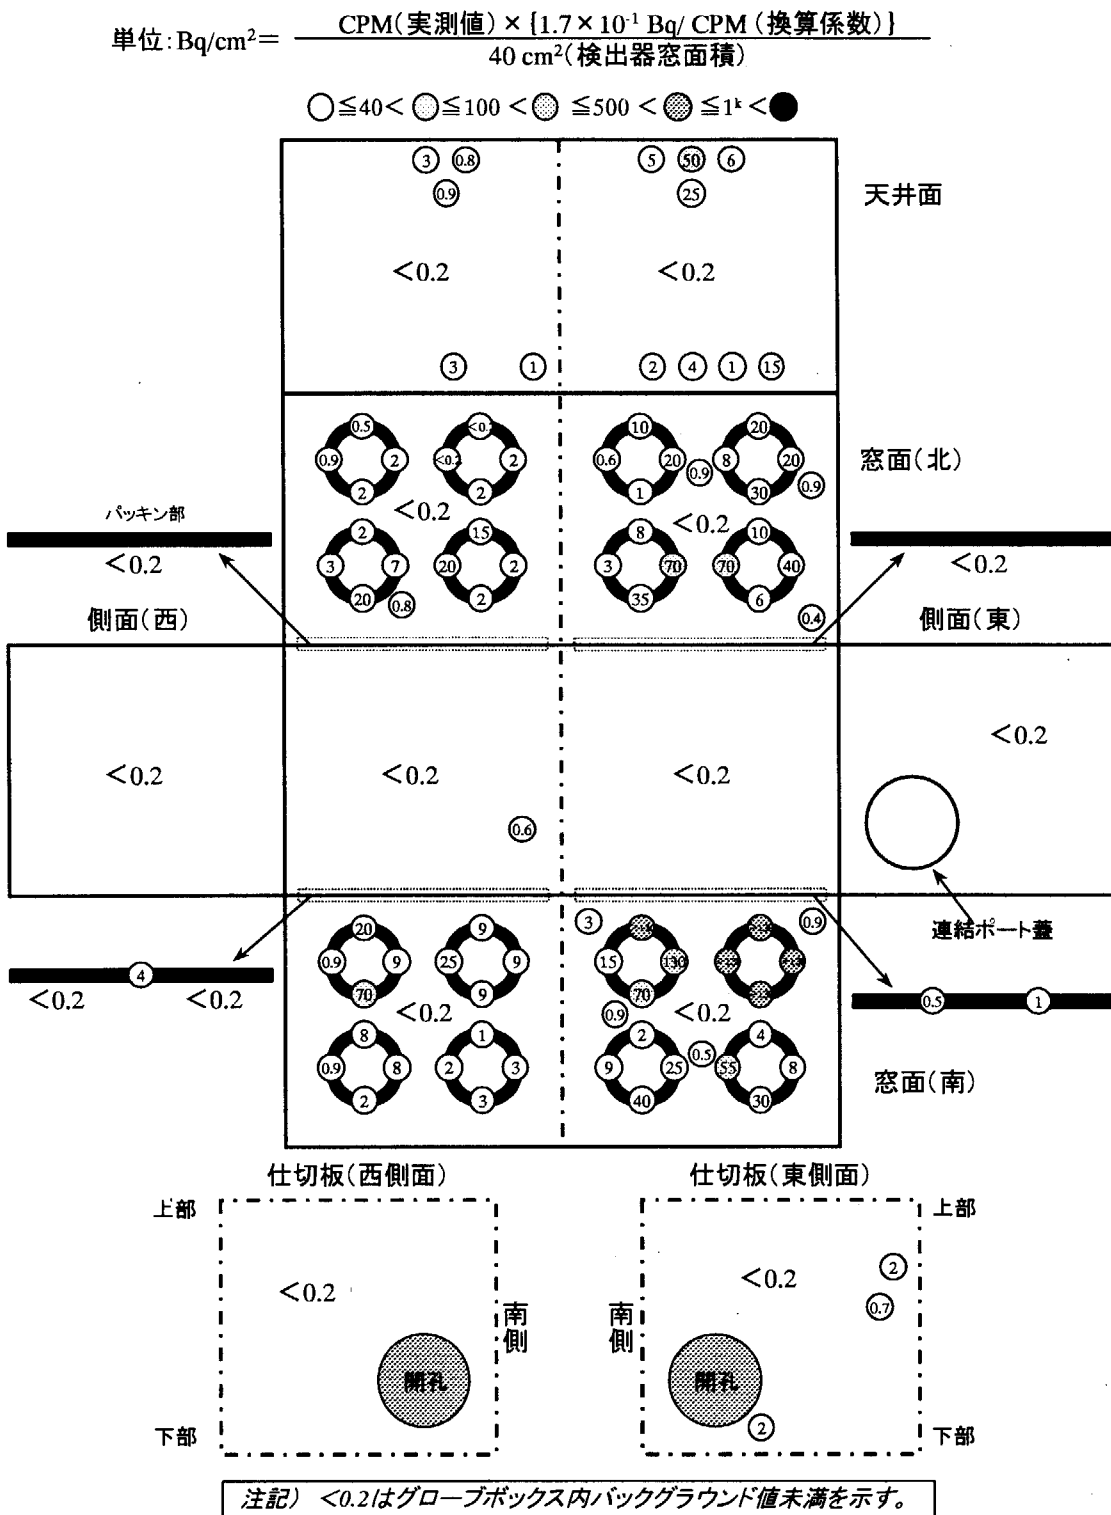 単位:Bq/cm²= CPM(実測値)×{1.7×10⁻¹ Bq/ CPM (換算係数)}
40 cm²(検出器窓面積)
≦40< ≦100 < ≦500 < ≦1ᵏ<
3 0.8 5 50 6
0.9 25
天井面
<0.2 <0.2
3 1 2 4 1 15
0.5 <0.2 10 20
窓面(北)
0.9 2 <0.2 2 0.6 20 0.9 8 20 0.9
2 2 1 30
パッキン部
<0.2 <0.2
2 15 8 10
<0.2 <0.2
3 7 20 2 3 70 70 40
20 0.8 2 35 6
側面(西) 0.4 側面(東)
<0.2
<0.2 <0.2 <0.2
0.6
3 0.9
連結ポート蓋
20 9
0.9 9 25 9 15 130
4
<0.2 <0.2
70 9 70
0.5 1
<0.2 0.9 <0.2
8 1 2 4
0.9 8 2 3 9 25 0.5 55 8
窓面(南)
2 3 40 30
仕切板(西側面) 仕切板(東側面)
上部 上部
<0.2 <0.2 2
0.7
南側 南側
開孔 開孔
下部 2 下部
注記) <0.2はグローブボックス内バックグラウンド値未満を示す。